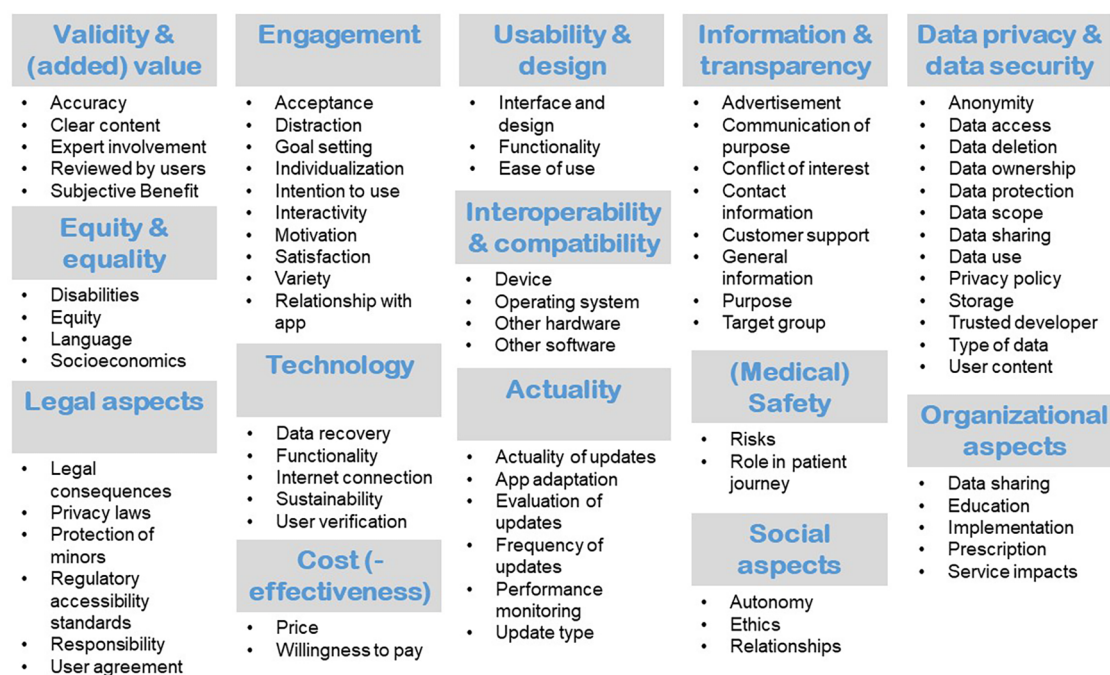 Validity &
(added) value
• Accuracy
• Clear content
• Expert involvement
• Reviewed by users
• Subjective Benefit
Equity &
equality
• Disabilities
• Equity
• Language
• Socioeconomics
Legal aspects
• Legal
consequences
• Privacy laws
• Protection of
minors
• Regulatory
accessibility
standards
• Responsibility
• User agreement
Engagement
• Acceptance
• Distraction
• Goal setting
• Individualization
• Intention to use
• Interactivity
• Motivation
• Satisfaction
• Variety
• Relationship with
app
Technology
• Data recovery
• Functionality
• Internet connection
• Sustainability
• User verification
Cost (-
effectiveness)
• Price
• Willingness to pay
Usability &
design
• Interface and
design
• Functionality
• Ease of use
Interoperability
& compatibility
• Device
• Operating system
• Other hardware
• Other software
Actuality
• Actuality of updates
• App adaptation
• Evaluation of
updates
• Frequency of
updates
• Performance
monitoring
• Update type
Information &
transparency
• Advertisement
• Communication of
purpose
• Conflict of interest
• Contact
information
• Customer support
• General
information
• Purpose
• Target group
(Medical)
Safety
• Risks
• Role in patient
journey
Social
aspects
• Autonomy
• Ethics
• Relationships
Data privacy &
data security
• Anonymity
• Data access
• Data deletion
• Data ownership
• Data protection
• Data scope
• Data sharing
• Data use
• Privacy policy
• Storage
• Trusted developer
• Type of data
• User content
Organizational
aspects
• Data sharing
• Education
• Implementation
• Prescription
• Service impacts